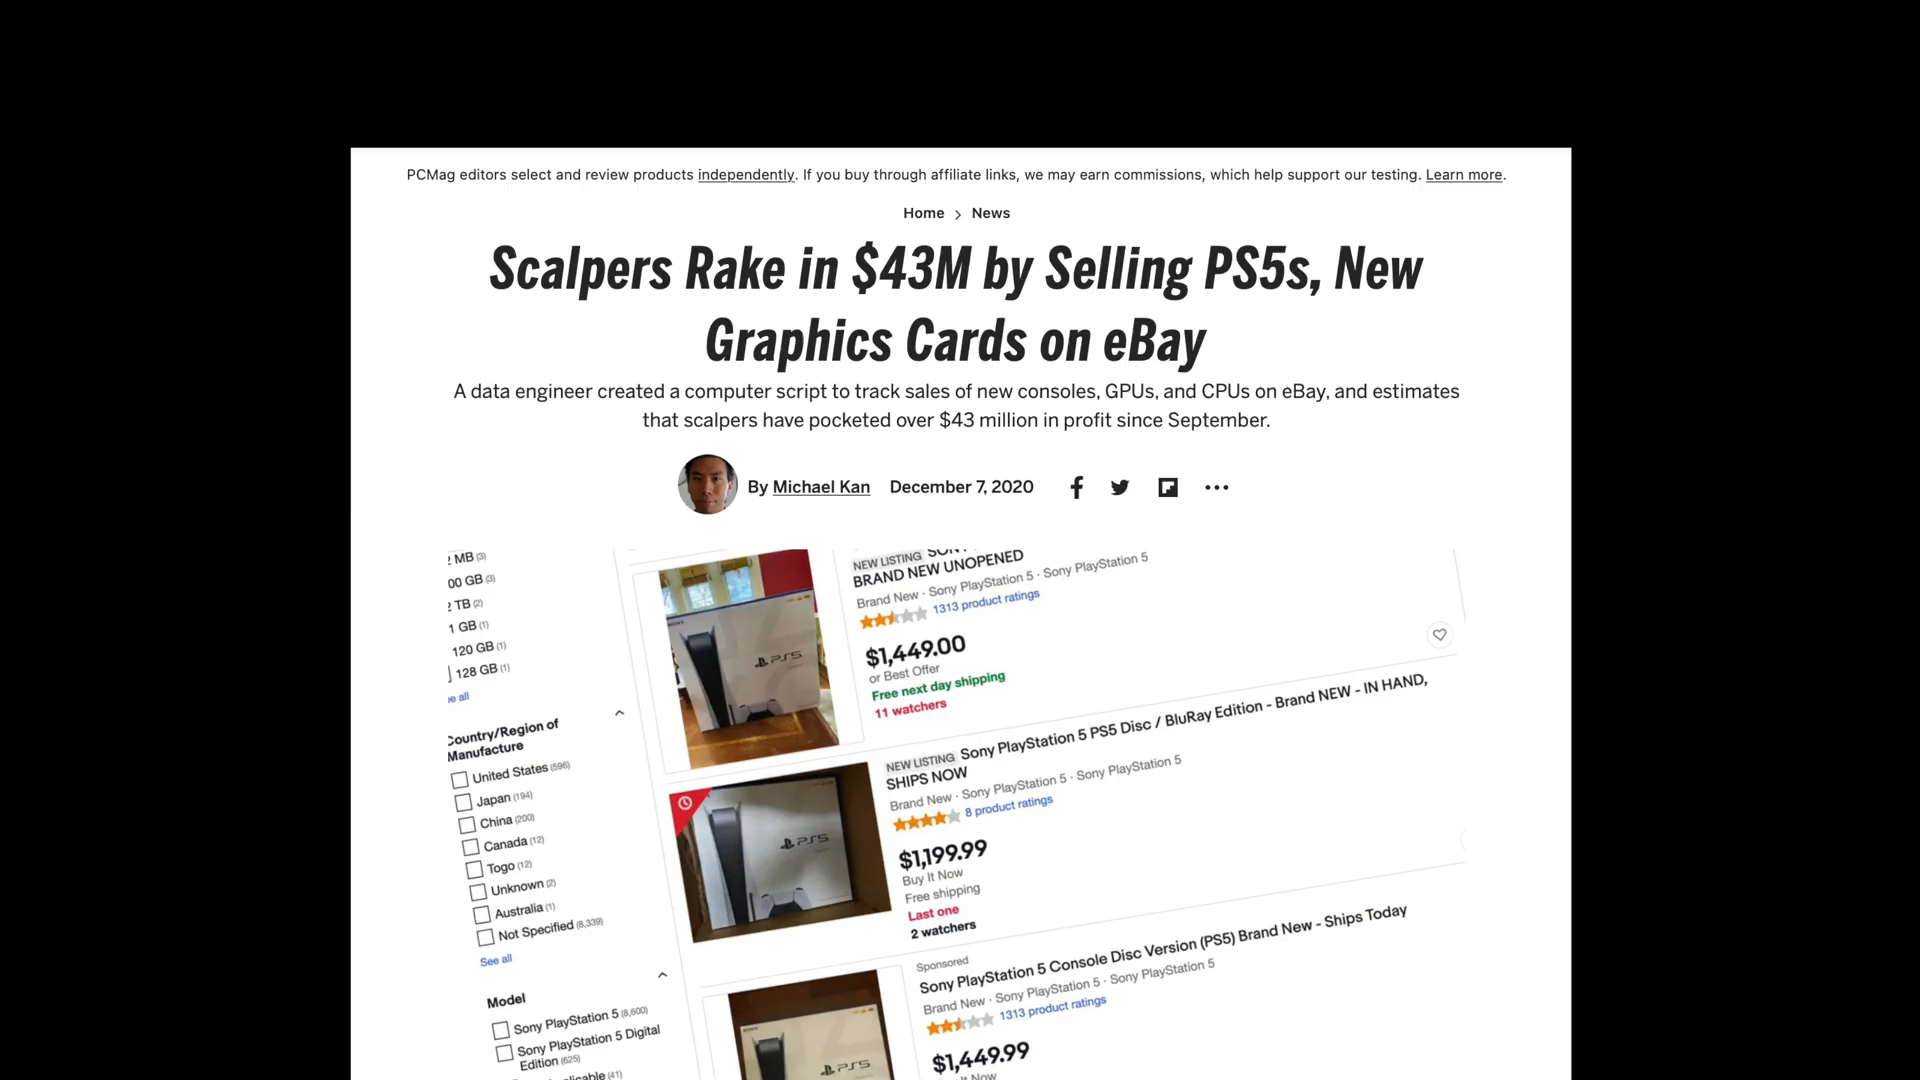 PCMag editors select and review products independently. If you buy through affiliate links, we may earn commissions, which help support our testing. Learn more.
Home > News
Scalpers Rake in $43M by Selling PS5s, New
Graphics Cards on eBay
A data engineer created a computer script to track sales of new consoles, GPUs, and CPUs on eBay, and estimates
that scalpers have pocketed over $43 million in profit since September.
By Michael Kan December 7, 2020
MB (3)
00 GB (3)
2 TB (2)
1 GB (1)
120 GB (1)
128 GB (1)
ee all
Country/Region of
Manufacture
United States (596)
Japan (194)
China (200)
Canada (12)
Togo (12)
Unknown (2)
Australia (1)
Not Specified (8,339)
See all
Model
Sony PlayStation 5 (8,600)
Sony PlayStation 5 Digital
Edition (625)
(41)
NEW LISTING
BRAND NEW UNOPENED
Brand New · Sony PlayStation 5 · Sony PlayStation 5
1313 product ratings
$1,449.00
or Best Offer
Free next day shipping
11 watchers
PS5
NEW LISTING Sony PlayStation 5 PS5 Disc / BluRay Edition - Brand NEW - IN HAND,
SHIPS NOW
Brand New · Sony PlayStation 5 · Sony PlayStation 5
8 product ratings
$1,199.99
Buy It Now
Free shipping
Last one
2 watchers
PS5
Sponsored
Sony PlayStation 5 Console Disc Version (PS5) Brand New - Ships Today
Brand New · Sony PlayStation 5 · Sony PlayStation 5
1313 product ratings
$1,449.99
It Now
PS5